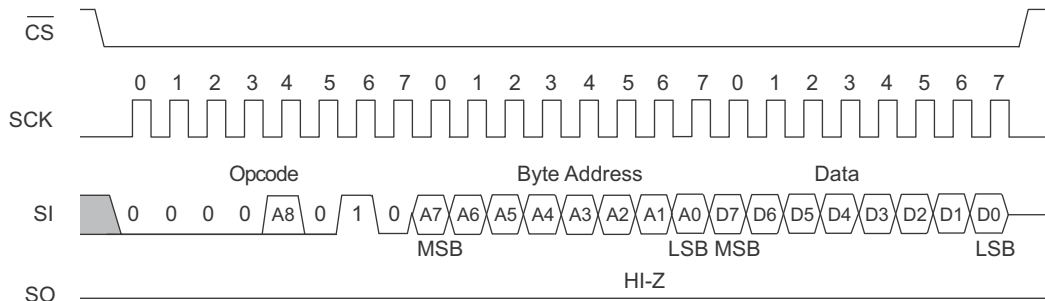 CS
0 1 2 3 4 5 6 7 0 1 2 3 4 5 6 7 0 1 2 3 4 5 6 7
SCK
Opcode Byte Address Data
SI 0 0 0 0 A8 0 1 0 A7 A6 A5 A4 A3 A2 A1 A0 D7 D6 D5 D4 D3 D2 D1 D0
MSB LSB MSB LSB
HI-Z
SO